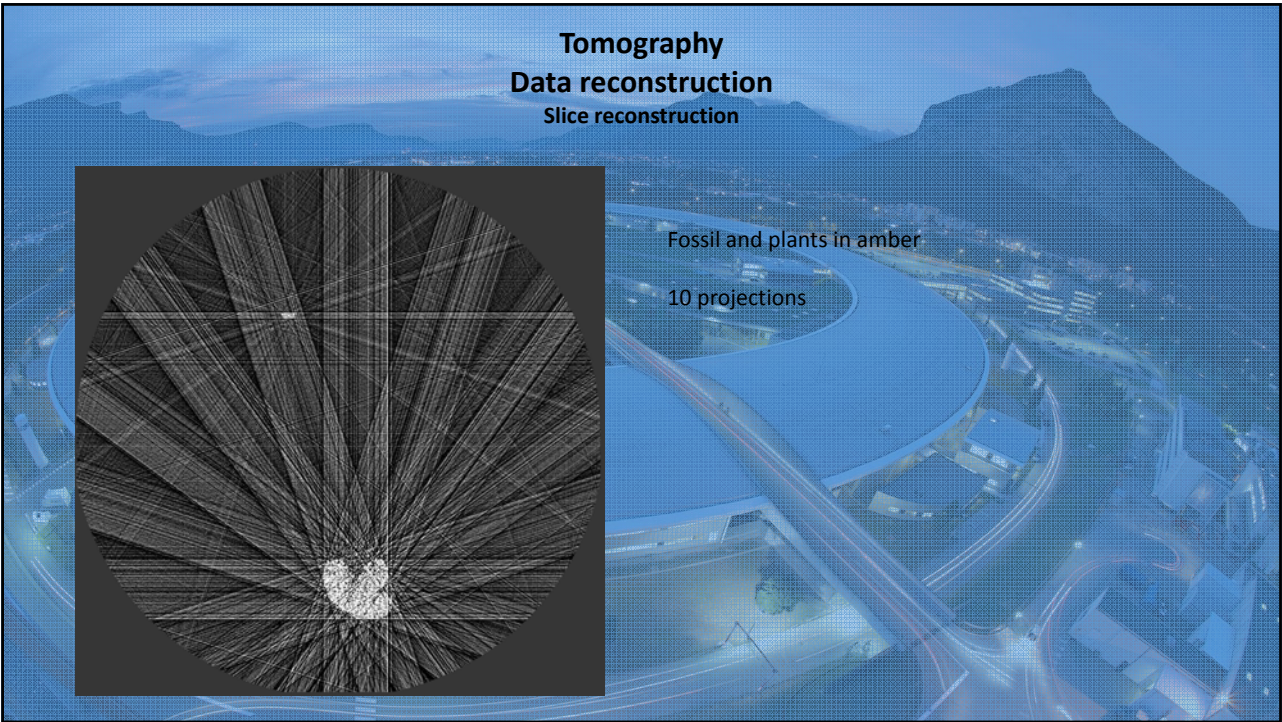 Tomography
Data reconstruction
Slice reconstruction
Fossil and plants in amber
10 projections